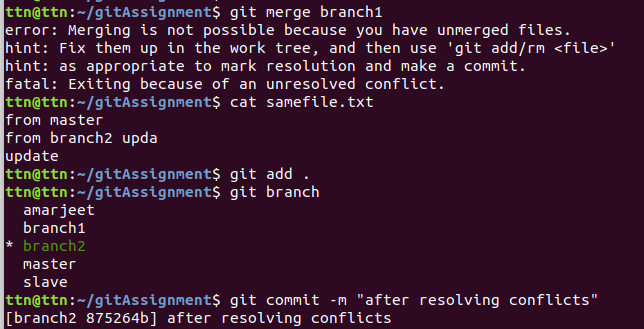 ttn@ttn:~/gitAssignment$ git merge branch1
error: Merging is not possible because you have unmerged files.
hint: Fix them up in the work tree, and then use 'git add/rm <file>'
hint: as appropriate to mark resolution and make a commit.
fatal: Exiting because of an unresolved conflict.
ttn@ttn:~/gitAssignment$ cat samefile.txt
from master
from branch2 upda
update
ttn@ttn:~/gitAssignment$ git add .
ttn@ttn:~/gitAssignment$ git branch
  amarjeet
  branch1
* branch2
  master
  slave
ttn@ttn:~/gitAssignment$ git commit -m "after resolving conflicts"
[branch2 875264b] after resolving conflicts